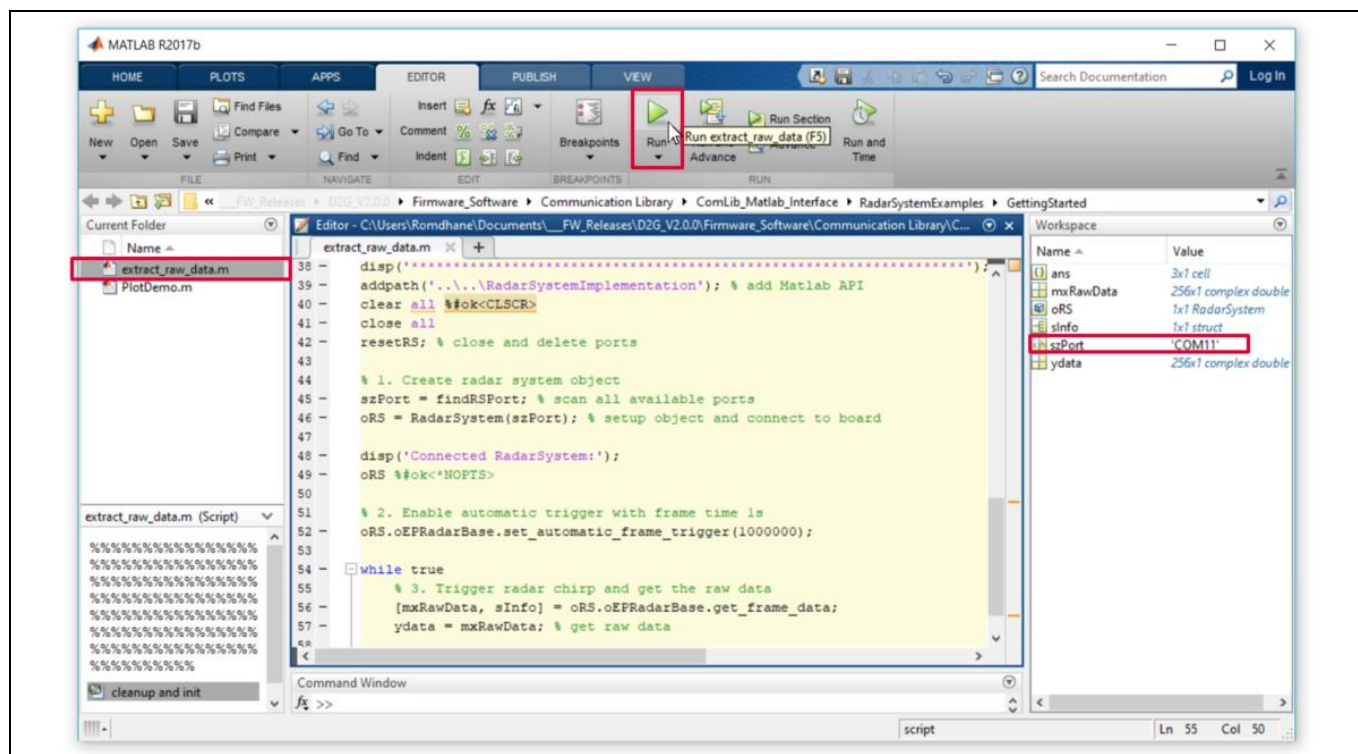 MATLAB R2017b
HOME PLOTS APPS EDITOR PUBLISH VIEW Search Documentation Log In
New Open Save Find Files Compare Print
Go To Find
Insert fx Comment Indent
Breakpoints
Run Run extract_raw_data (F5) Advance Run Section Run and Time
FILE NAVIGATE EDIT BREAKPOINTS RUN
« _FW_Releases D2G_V2.0.0 Firmware_Software Communication Library ComLib_Matlab_Interface RadarSystemExamples GettingStarted
Current Folder
Name
extract_raw_data.m
PlotDemo.m
extract_raw_data.m (Script)
%%%%%%%%%%%%%%%%
%%%%%%%%%%%%%%%%
%%%%%%%%%%%%%%%%
%%%%%%%%%%%%%%%%
%%%%%%%%%%%%%%%%
%%%%%%%%%%%%%%%%
%%%%%%%%%%%%%%%%
%%%%%%%%%%
cleanup and init
Editor - C:\Users\Romdhane\Documents\__FW_Releases\D2G_V2.0.0\Firmware_Software\Communication Library\C...
extract_raw_data.m +
38 - disp('******************************************************************');
39 - addpath('..\..\RadarSystemImplementation'); % add Matlab API
40 - clear all %#ok<CLSCR>
41 - close all
42 - resetRS; % close and delete ports
43
44 % 1. Create radar system object
45 - szPort = findRSPort; % scan all available ports
46 - oRS = RadarSystem(szPort); % setup object and connect to board
47
48 - disp('Connected RadarSystem:');
49 - oRS %#ok<*NOPTS>
50
51 % 2. Enable automatic trigger with frame time 1s
52 - oRS.oEPRadarBase.set_automatic_frame_trigger(1000000);
53
54 - while true
55 % 3. Trigger radar chirp and get the raw data
56 - [mxRawData, sInfo] = oRS.oEPRadarBase.get_frame_data;
57 - ydata = mxRawData; % get raw data
58
Command Window
fx >>
Workspace
Name Value
ans 3x1 cell
mxRawData 256x1 complex double
oRS 1x1 RadarSystem
sInfo 1x1 struct
szPort 'COM11'
ydata 256x1 complex double
script Ln 55 Col 50